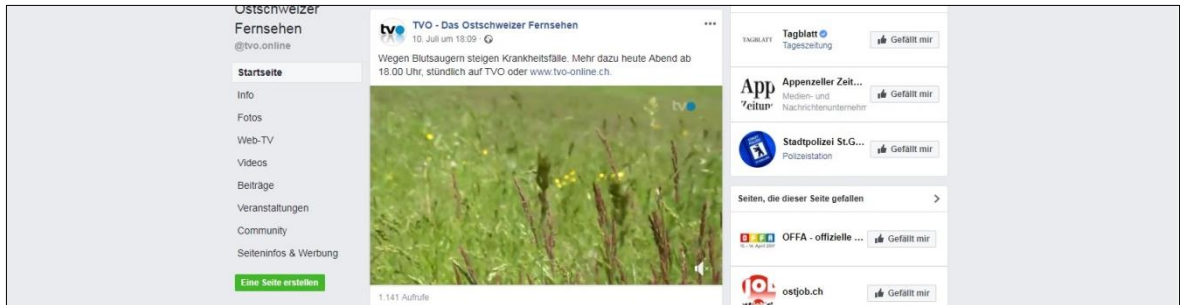 Ostschweizer
Fernsehen
@tvo.online
Startseite
Info
Fotos
Web-TV
Videos
Beiträge
Veranstaltungen
Community
Seiteninfos & Werbung
Eine Seite erstellen
tvo
TVO - Das Ostschweizer Fernsehen
10. Juli um 18:09 ·
Wegen Blutsaugern steigen Krankheitsfälle. Mehr dazu heute Abend ab
18.00 Uhr, stündlich auf TVO oder www.tvo-online.ch.
tvo
1.141 Aufrufe
TAGBLATT
Tagblatt
Tageszeitung
Gefällt mir
App
Zeitun
Appenzeller Zeit...
Medien- und
Nachrichtenunternehm
Gefällt mir
Stadtpolizei St.G...
Polizeistation
Gefällt mir
Seiten, die dieser Seite gefallen
OFFA
OFFA - offizielle ...
Gefällt mir
ostjob.ch
Gefällt mir